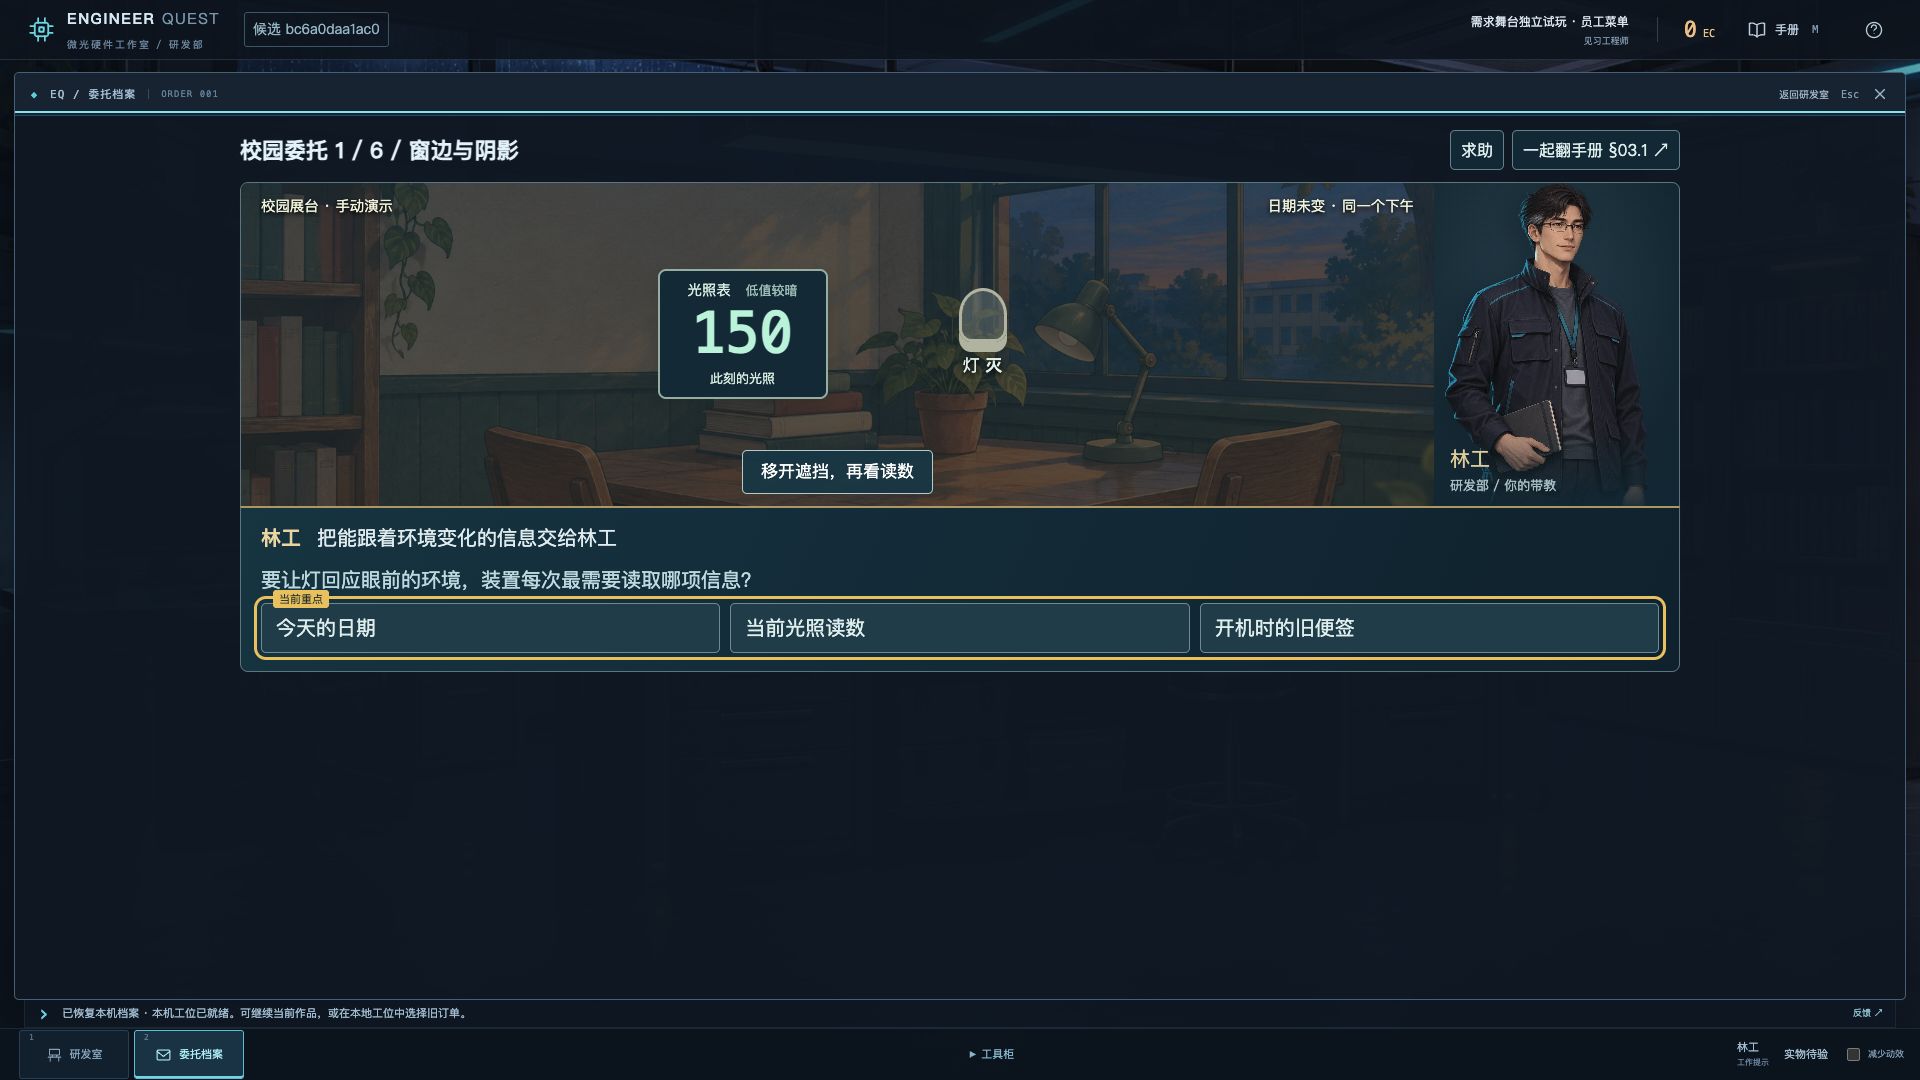 ENGINEER QUEST
微光硬件工作室 / 研发部
候选 bc6a0daa1ac0
需求舞台独立试玩 · 员工菜单
见习工程师
0 EC
手册 M
EQ / 委托档案 ORDER 001
返回研发室 Esc
校园委托 1 / 6 / 窗边与阴影
求助
一起翻手册 §03.1 ↗
校园展台 · 手动演示
日期未变 · 同一个下午
光照表 低值较暗
150
此刻的光照
灯 灭
移开遮挡，再看读数
林工
研发部 / 你的带教
林工 把能跟着环境变化的信息交给林工
要让灯回应眼前的环境，装置每次最需要读取哪项信息？
当前重点
今天的日期
当前光照读数
开机时的旧便签
已恢复本机档案 · 本机工位已就绪。可继续当前作品，或在本地工位中选择旧订单。
反馈 ↗
1 研发室
2 委托档案
工具柜
林工
工作提示
实物待验
减少动效